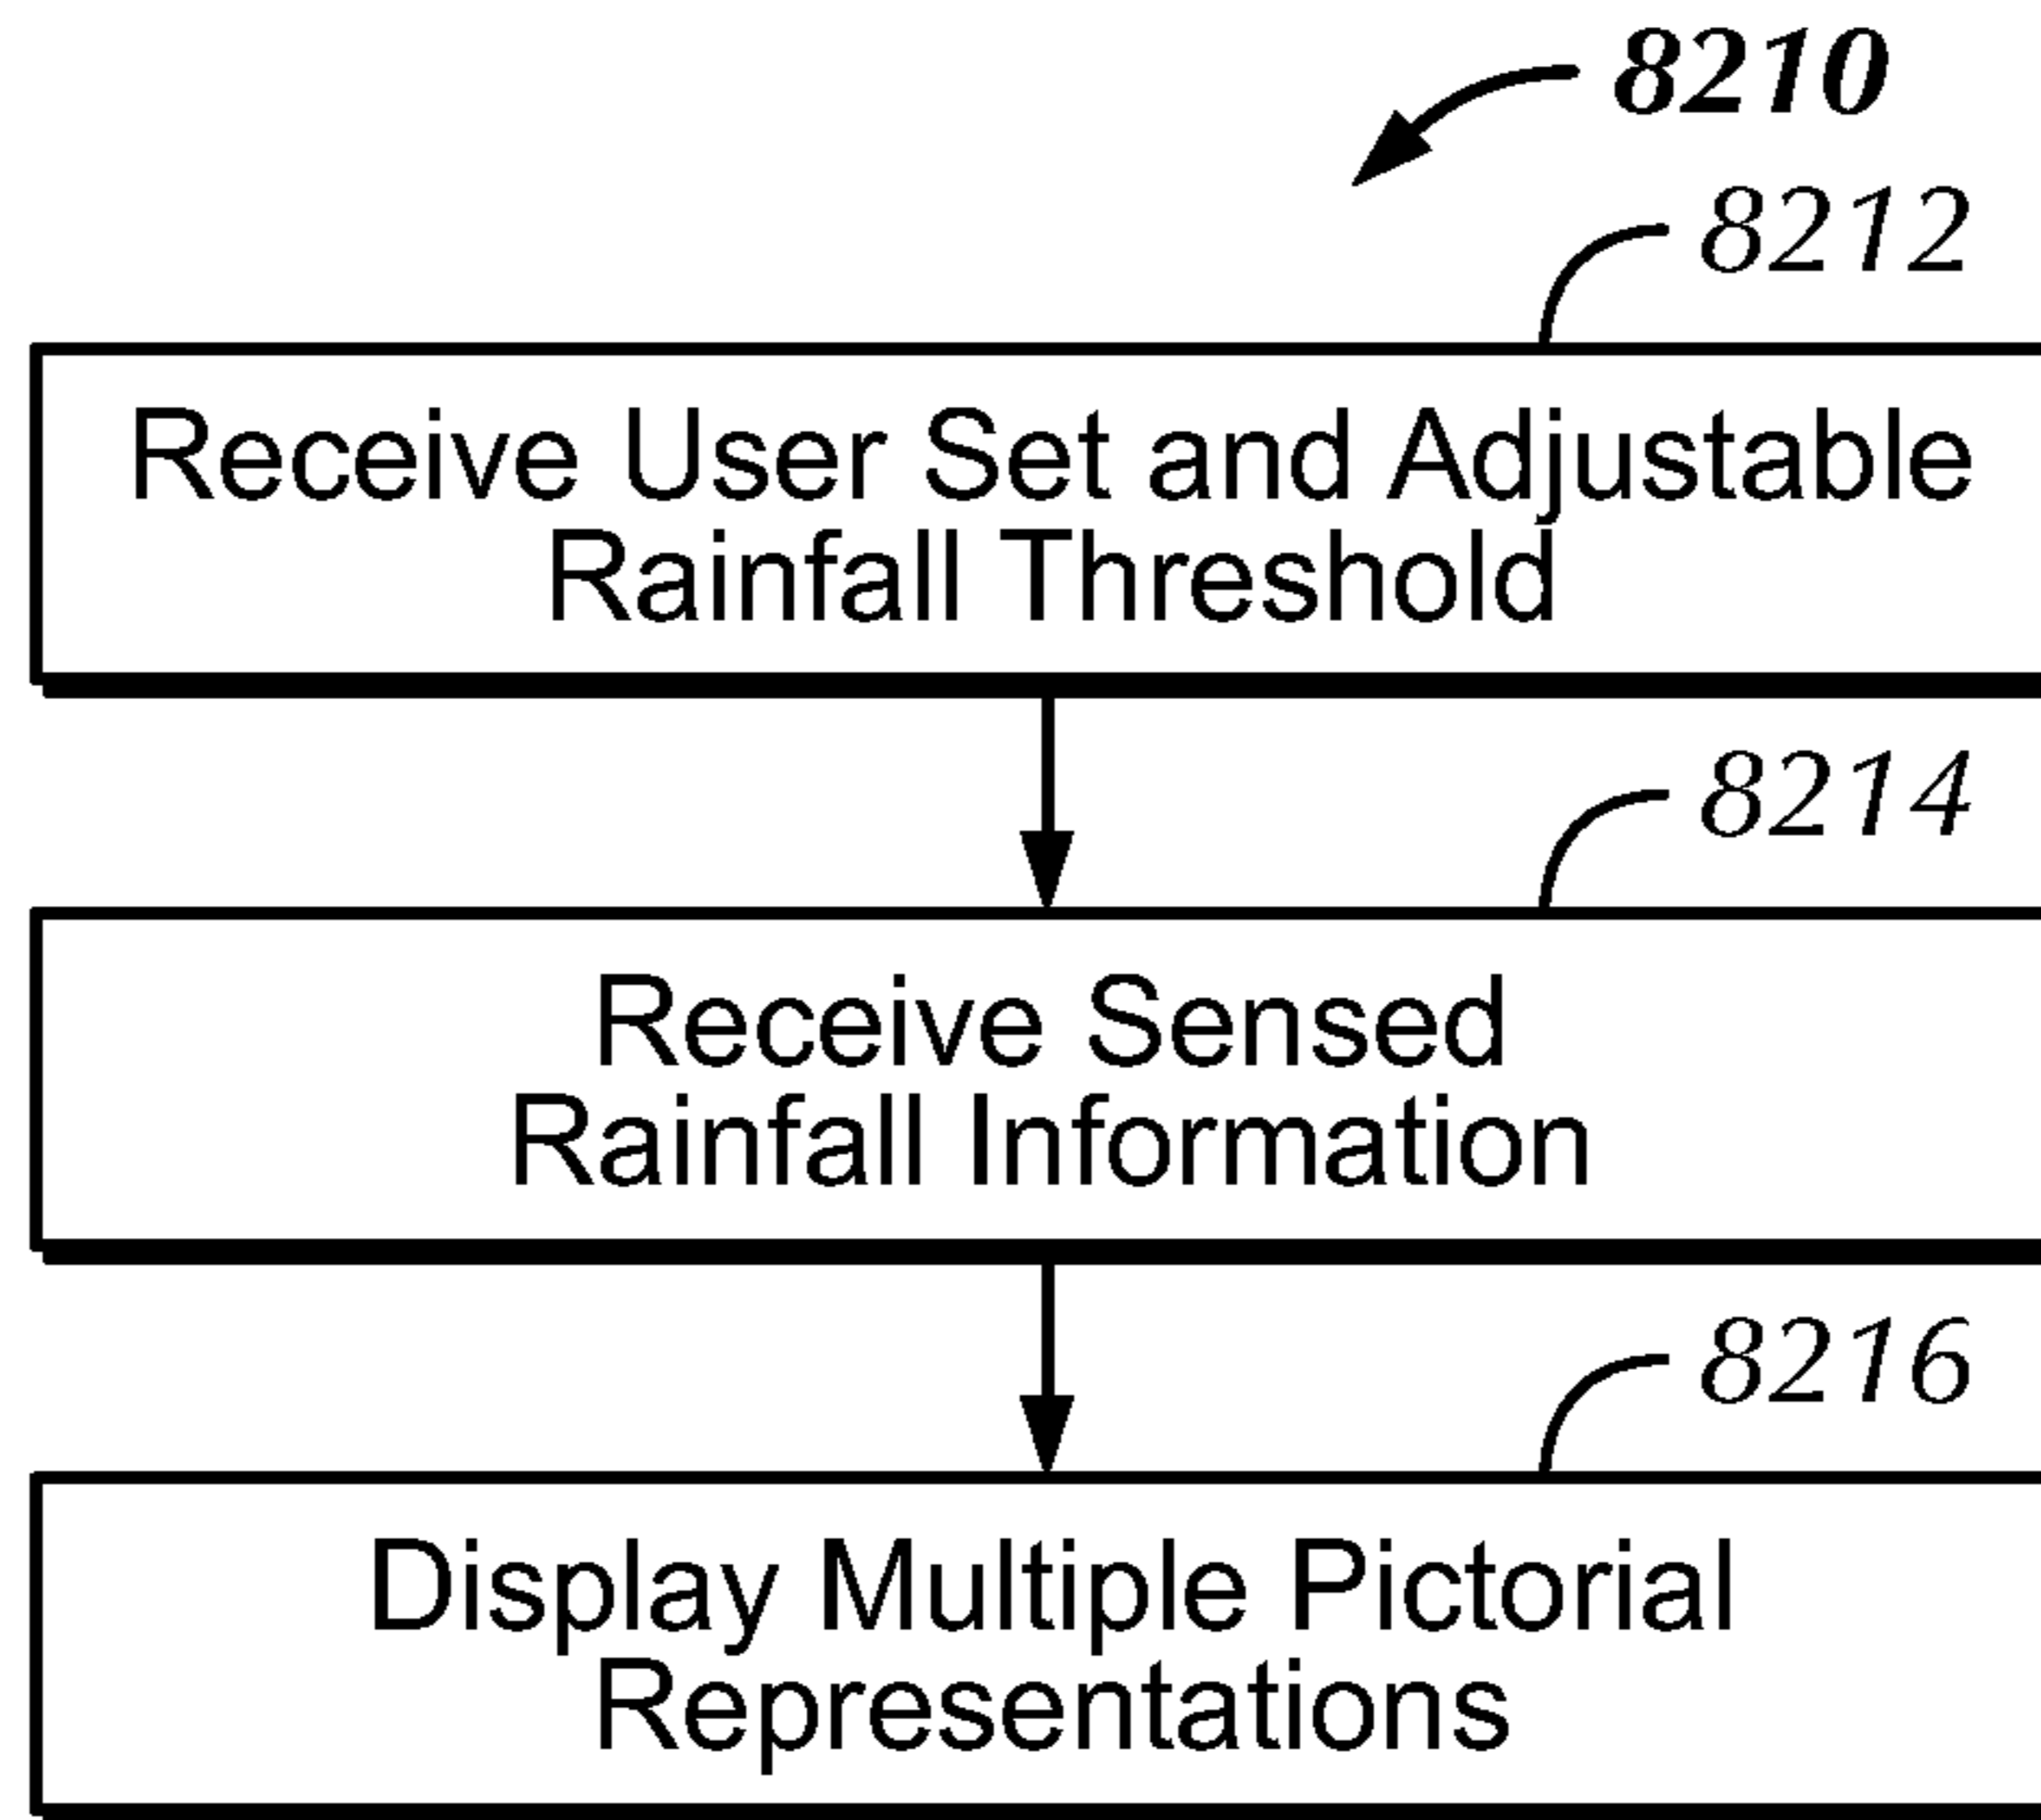 8210
8212
Receive User Set and Adjustable
Rainfall Threshold
8214
Receive Sensed
Rainfall Information
8216
Display Multiple Pictorial
Representations